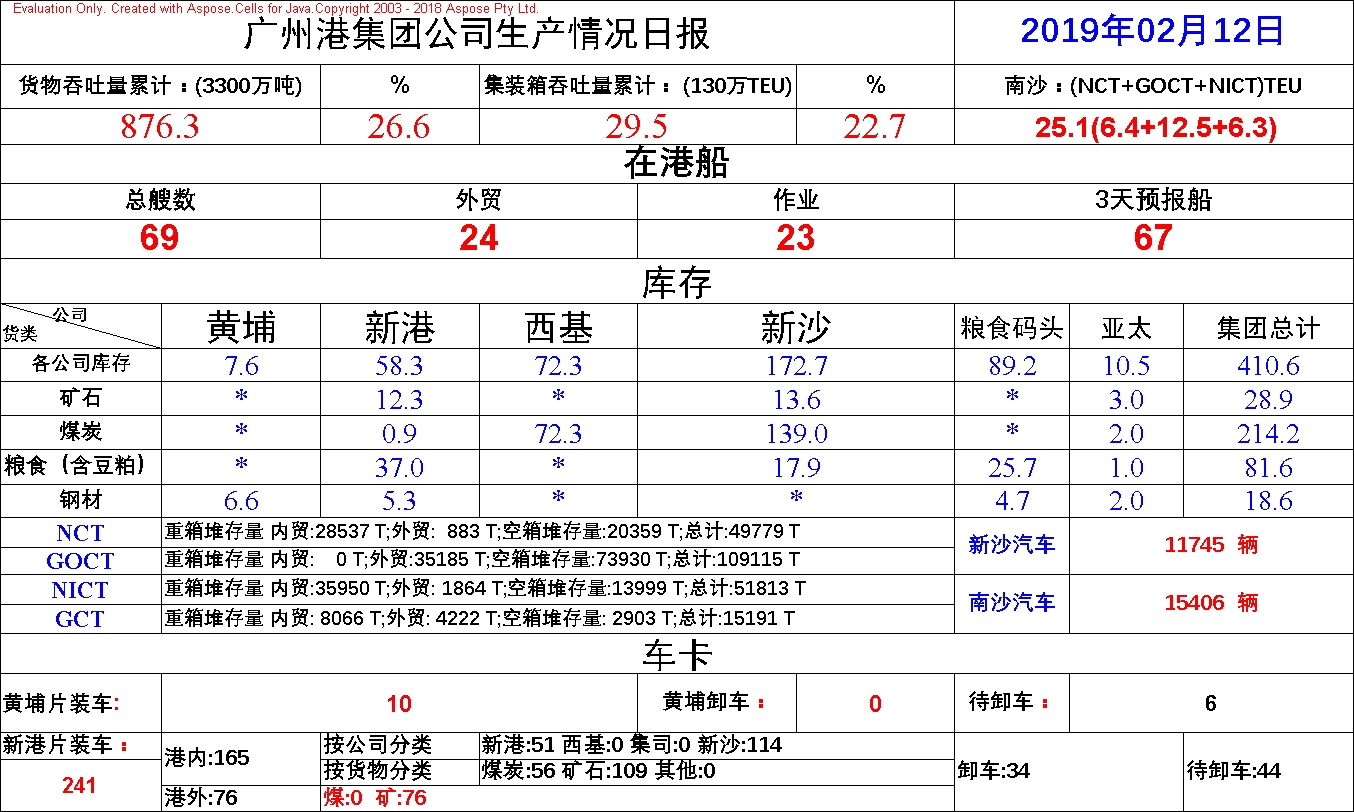 Evaluation Only. Created with Aspose.Cells for Java.Copyright 2003 - 2018 Aspose Pty Ltd.
广州港集团公司生产情况日报 2019年02月12日
货物吞吐量累计：(3300万吨) % 集装箱吞吐量累计：(130万TEU) % 南沙：(NCT+GOCT+NICT)TEU
876.3 26.6 29.5 22.7 25.1(6.4+12.5+6.3)
在港船
总艘数 外贸 作业 3天预报船
69 24 23 67
库存
公司 货类 黄埔 新港 西基 新沙 粮食码头 亚太 集团总计
各公司库存 7.6 58.3 72.3 172.7 89.2 10.5 410.6
矿石 * 12.3 * 13.6 * 3.0 28.9
煤炭 * 0.9 72.3 139.0 * 2.0 214.2
粮食（含豆粕） * 37.0 * 17.9 25.7 1.0 81.6
钢材 6.6 5.3 * * 4.7 2.0 18.6
NCT 重箱堆存量 内贸:28537 T;外贸: 883 T;空箱堆存量:20359 T;总计:49779 T
GOCT 重箱堆存量 内贸: 0 T;外贸:35185 T;空箱堆存量:73930 T;总计:109115 T
新沙汽车 11745 辆
NICT 重箱堆存量 内贸:35950 T;外贸: 1864 T;空箱堆存量:13999 T;总计:51813 T
GCT 重箱堆存量 内贸: 8066 T;外贸: 4222 T;空箱堆存量: 2903 T;总计:15191 T
南沙汽车 15406 辆
车卡
黄埔片装车: 10 黄埔卸车： 0 待卸车： 6
新港片装车：
241
港内:165
按公司分类 新港:51 西基:0 集司:0 新沙:114
按货物分类 煤炭:56 矿石:109 其他:0
港外:76 煤:0 矿:76
卸车:34 待卸车:44